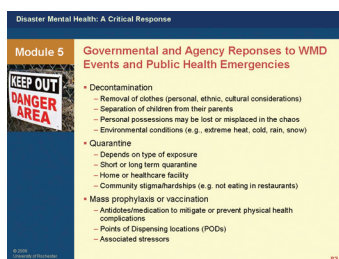 Disaster Mental Health: A Critical Response
Module 5
Governmental and Agency Reponses to WMD
Events and Public Health Emergencies
KEEP OUT
DANGER
AREA
▪ Decontamination
– Removal of clothes (personal, ethnic, cultural considerations)
– Separation of children from their parents
– Personal possessions may be lost or misplaced in the chaos
– Environmental conditions (e.g., extreme heat, cold, rain, snow)
▪ Quarantine
– Depends on type of exposure
– Short or long term quarantine
– Home or healthcare facility
– Community stigma/hardships (e.g. not eating in restaurants)
▪ Mass prophylaxis or vaccination
– Antidotes/medication to mitigate or prevent physical health
complications
– Points of Dispensing locations (PODs)
– Associated stressors
University of Rochester